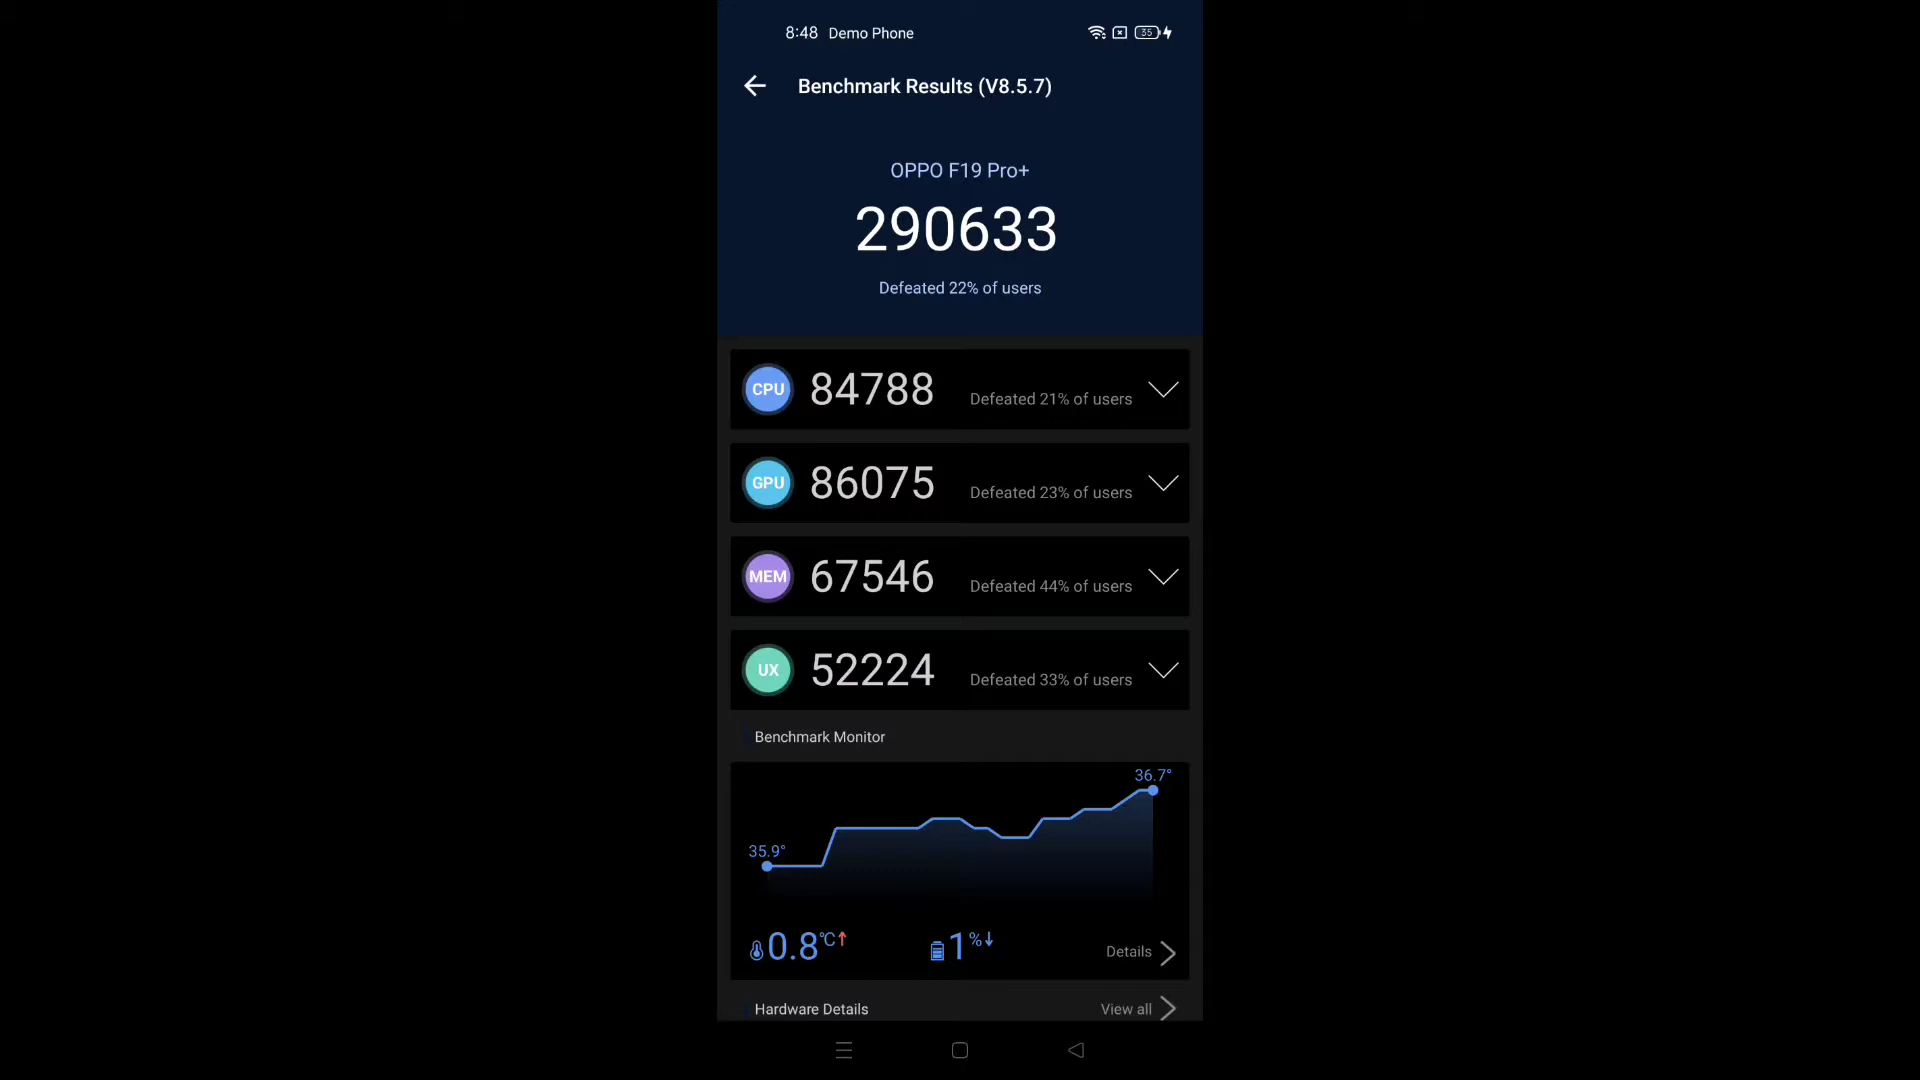 8:48 Demo Phone 35
Benchmark Results (V8.5.7)
OPPO F19 Pro+
290633
Defeated 22% of users
CPU 84788 Defeated 21% of users
GPU 86075 Defeated 23% of users
MEM 67546 Defeated 44% of users
UX 52224 Defeated 33% of users
Benchmark Monitor
36.7°
35.9°
0.8℃↑ 1%↓ Details
Hardware Details View all